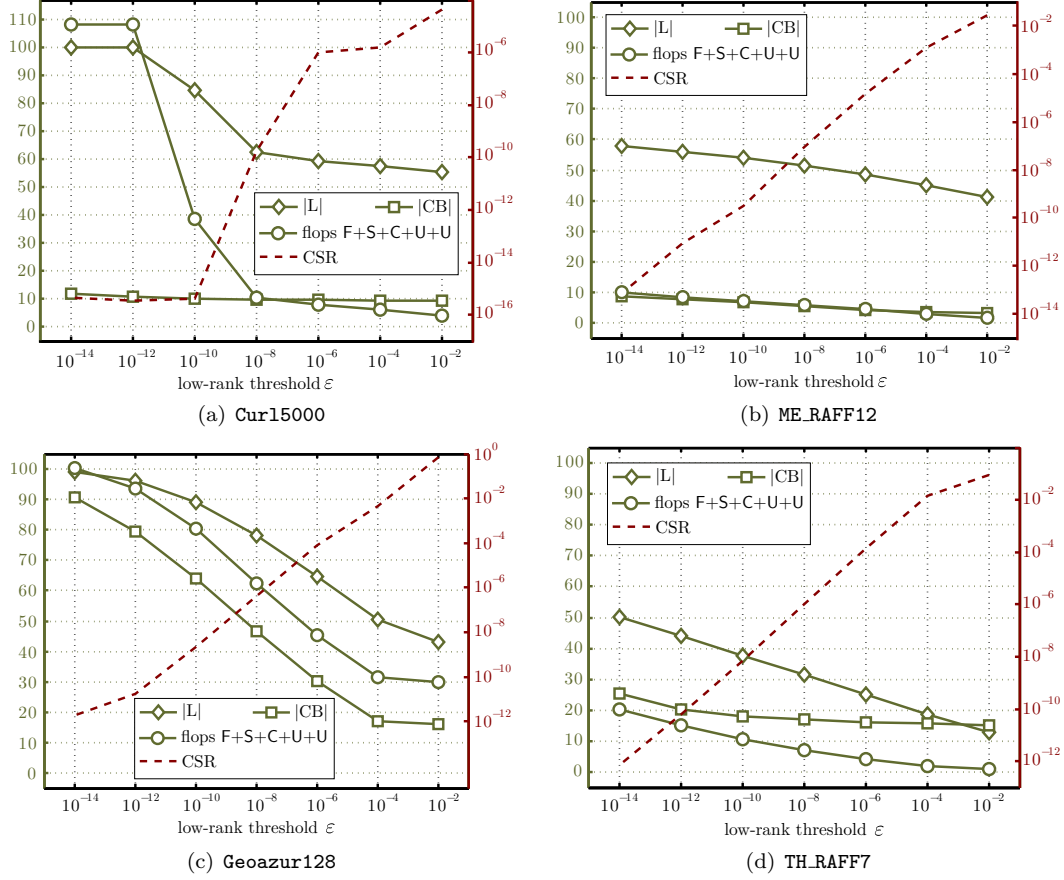 110
100
90
80
70
60
50
40
30
20
10
0
10⁻⁶
10⁻⁸
10⁻¹⁰
10⁻¹²
10⁻¹⁴
10⁻¹⁶
|L| |CB|
flops F+S+C+U+U
CSR
10⁻¹⁴ 10⁻¹² 10⁻¹⁰ 10⁻⁸ 10⁻⁶ 10⁻⁴ 10⁻²
low-rank threshold ε
(a) Curl5000
100
90
80
70
60
50
40
30
20
10
0
10⁻²
10⁻⁴
10⁻⁶
10⁻⁸
10⁻¹⁰
10⁻¹²
10⁻¹⁴
|L| |CB|
flops F+S+C+U+U
CSR
10⁻¹⁴ 10⁻¹² 10⁻¹⁰ 10⁻⁸ 10⁻⁶ 10⁻⁴ 10⁻²
low-rank threshold ε
(b) ME_RAFF12
100
90
80
70
60
50
40
30
20
10
0
10⁰
10⁻²
10⁻⁴
10⁻⁶
10⁻⁸
10⁻¹⁰
10⁻¹²
|L| |CB|
flops F+S+C+U+U
CSR
10⁻¹⁴ 10⁻¹² 10⁻¹⁰ 10⁻⁸ 10⁻⁶ 10⁻⁴ 10⁻²
low-rank threshold ε
(c) Geoazur128
100
90
80
70
60
50
40
30
20
10
0
10⁻²
10⁻⁴
10⁻⁶
10⁻⁸
10⁻¹⁰
10⁻¹²
|L| |CB|
flops F+S+C+U+U
CSR
10⁻¹⁴ 10⁻¹² 10⁻¹⁰ 10⁻⁸ 10⁻⁶ 10⁻⁴ 10⁻²
low-rank threshold ε
(d) TH_RAFF7